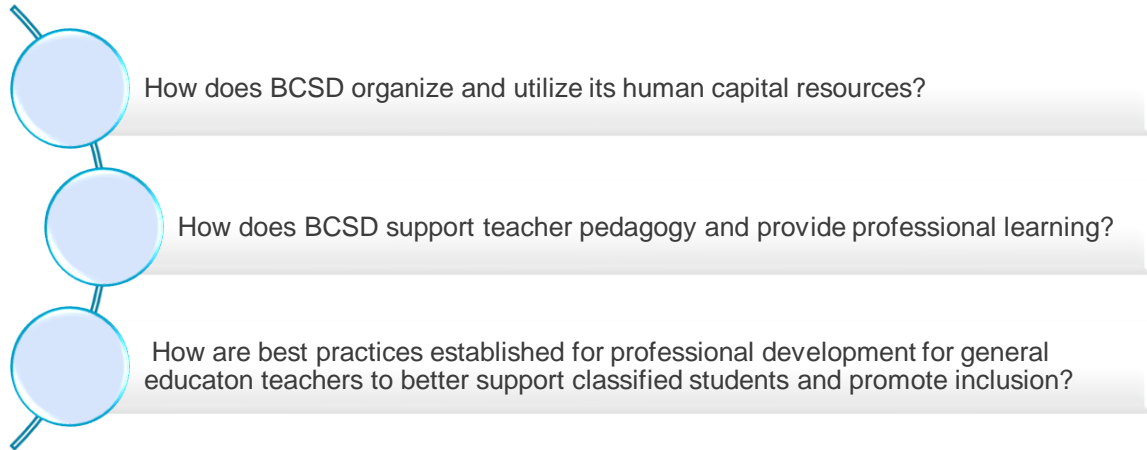 How does BCSD organize and utilize its human capital resources?
How does BCSD support teacher pedagogy and provide professional learning?
How are best practices established for professional development for general
educaton teachers to better support classified students and promote inclusion?